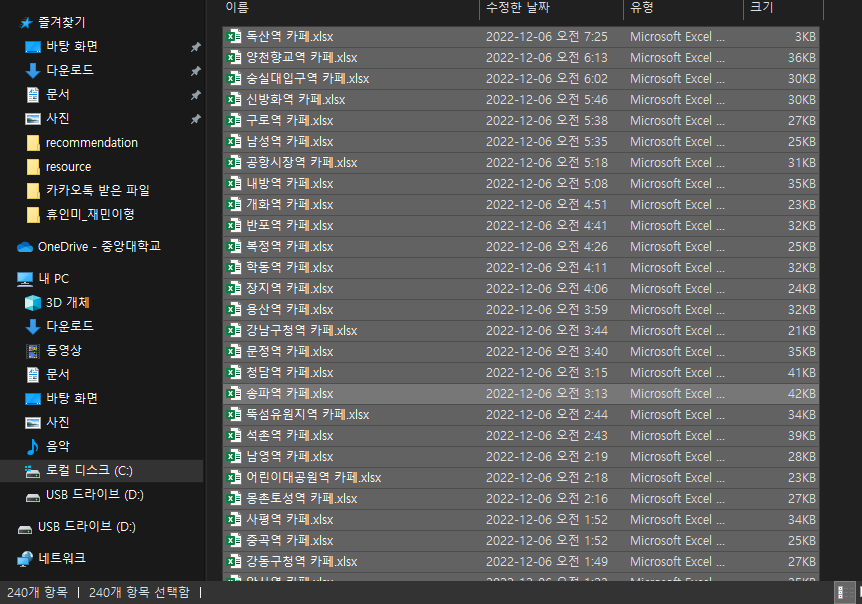 즐겨찾기
바탕 화면
다운로드
문서
사진
recommendation
resource
카카오톡 받은 파일
휴인미_재민이형
OneDrive - 중앙대학교
내 PC
3D 개체
다운로드
동영상
문서
바탕 화면
사진
음악
로컬 디스크 (C:)
USB 드라이브 (D:)
USB 드라이브 (D:)
네트워크
이름 수정한 날짜 유형 크기
독산역 카페.xlsx 2022-12-06 오전 7:25 Microsoft Excel ... 3KB
양천향교역 카페.xlsx 2022-12-06 오전 6:13 Microsoft Excel ... 36KB
숭실대입구역 카페.xlsx 2022-12-06 오전 6:02 Microsoft Excel ... 30KB
신방화역 카페.xlsx 2022-12-06 오전 5:46 Microsoft Excel ... 30KB
구로역 카페.xlsx 2022-12-06 오전 5:38 Microsoft Excel ... 27KB
남성역 카페.xlsx 2022-12-06 오전 5:35 Microsoft Excel ... 25KB
공항시장역 카페.xlsx 2022-12-06 오전 5:18 Microsoft Excel ... 31KB
내방역 카페.xlsx 2022-12-06 오전 5:08 Microsoft Excel ... 35KB
개화역 카페.xlsx 2022-12-06 오전 4:51 Microsoft Excel ... 23KB
반포역 카페.xlsx 2022-12-06 오전 4:41 Microsoft Excel ... 32KB
복정역 카페.xlsx 2022-12-06 오전 4:26 Microsoft Excel ... 25KB
학동역 카페.xlsx 2022-12-06 오전 4:11 Microsoft Excel ... 32KB
장지역 카페.xlsx 2022-12-06 오전 4:06 Microsoft Excel ... 24KB
용산역 카페.xlsx 2022-12-06 오전 3:59 Microsoft Excel ... 32KB
강남구청역 카페.xlsx 2022-12-06 오전 3:44 Microsoft Excel ... 21KB
문정역 카페.xlsx 2022-12-06 오전 3:40 Microsoft Excel ... 35KB
청담역 카페.xlsx 2022-12-06 오전 3:15 Microsoft Excel ... 41KB
송파역 카페.xlsx 2022-12-06 오전 3:13 Microsoft Excel ... 42KB
뚝섬유원지역 카페.xlsx 2022-12-06 오전 2:44 Microsoft Excel ... 34KB
석촌역 카페.xlsx 2022-12-06 오전 2:43 Microsoft Excel ... 39KB
남영역 카페.xlsx 2022-12-06 오전 2:19 Microsoft Excel ... 28KB
어린이대공원역 카페.xlsx 2022-12-06 오전 2:18 Microsoft Excel ... 23KB
몽촌토성역 카페.xlsx 2022-12-06 오전 2:16 Microsoft Excel ... 27KB
사평역 카페.xlsx 2022-12-06 오전 1:52 Microsoft Excel ... 34KB
중곡역 카페.xlsx 2022-12-06 오전 1:52 Microsoft Excel ... 25KB
강동구청역 카페.xlsx 2022-12-06 오전 1:49 Microsoft Excel ... 27KB
240개 항목 | 240개 항목 선택함 |